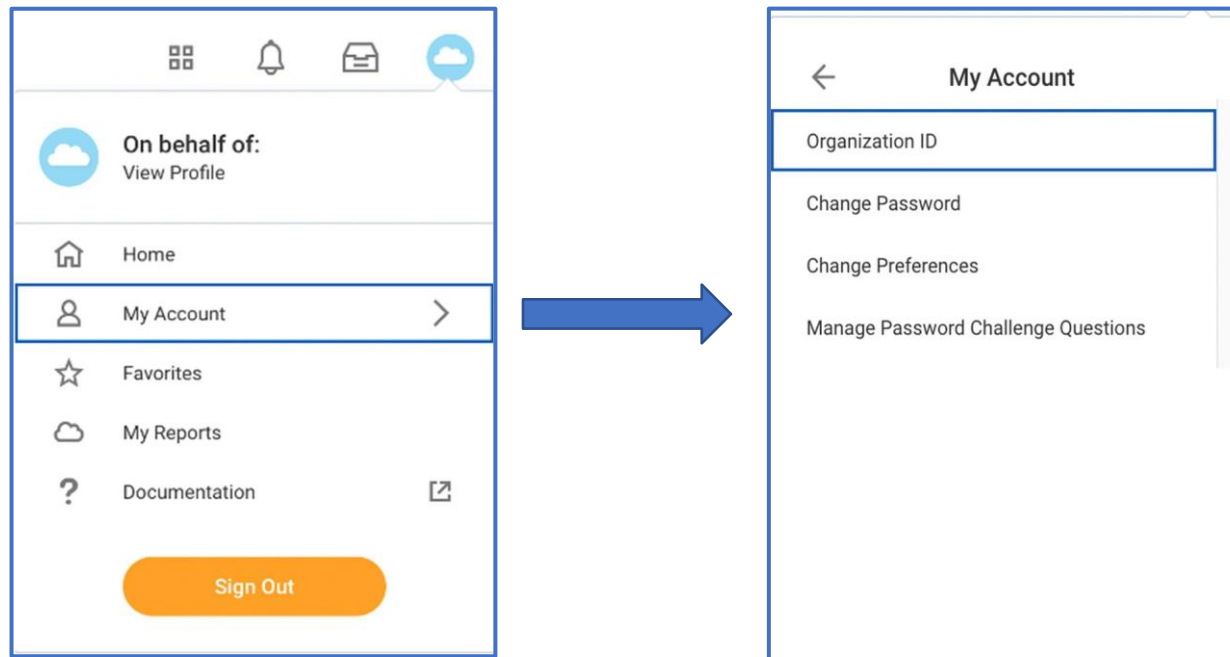 On behalf of:
View Profile
Home
My Account
Favorites
My Reports
Documentation
Sign Out
My Account
Organization ID
Change Password
Change Preferences
Manage Password Challenge Questions